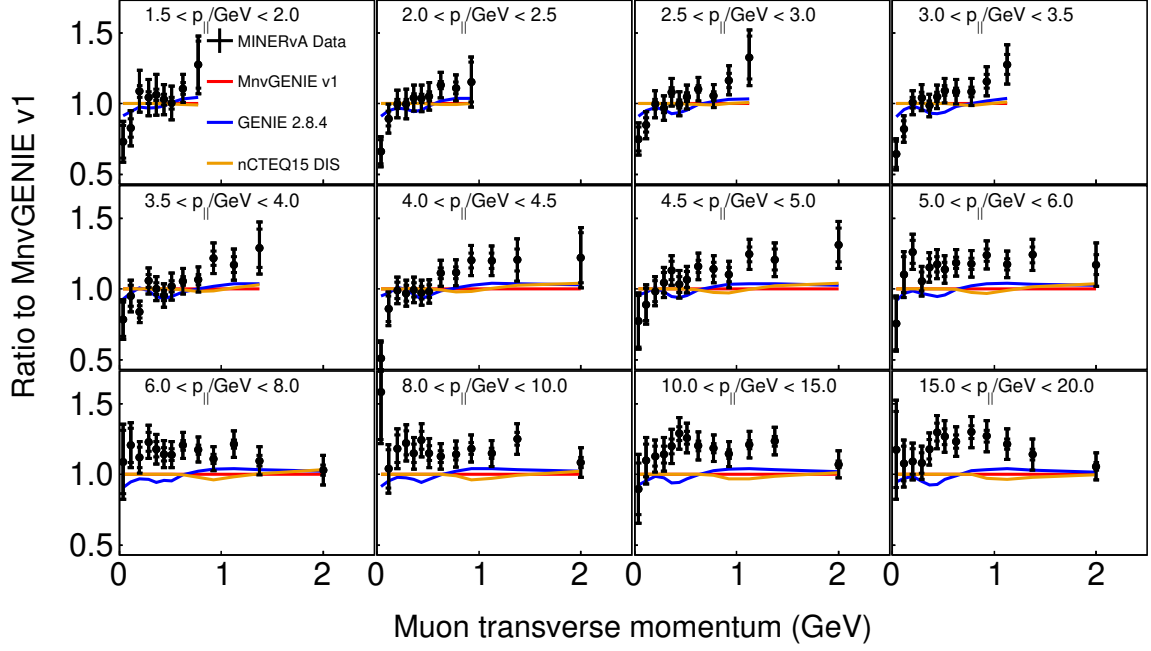 1.5 < p||/GeV < 2.0
2.0 < p||/GeV < 2.5
2.5 < p||/GeV < 3.0
3.0 < p||/GeV < 3.5
MINERvA Data
MnvGENIE v1
GENIE 2.8.4
nCTEQ15 DIS
1.5
1.0
0.5
3.5 < p||/GeV < 4.0
4.0 < p||/GeV < 4.5
4.5 < p||/GeV < 5.0
5.0 < p||/GeV < 6.0
1.5
1.0
0.5
6.0 < p||/GeV < 8.0
8.0 < p||/GeV < 10.0
10.0 < p||/GeV < 15.0
15.0 < p||/GeV < 20.0
1.5
1.0
0.5
0 1 2 0 1 2 0 1 2 0 1 2
Ratio to MnvGENIE v1
Muon transverse momentum (GeV)